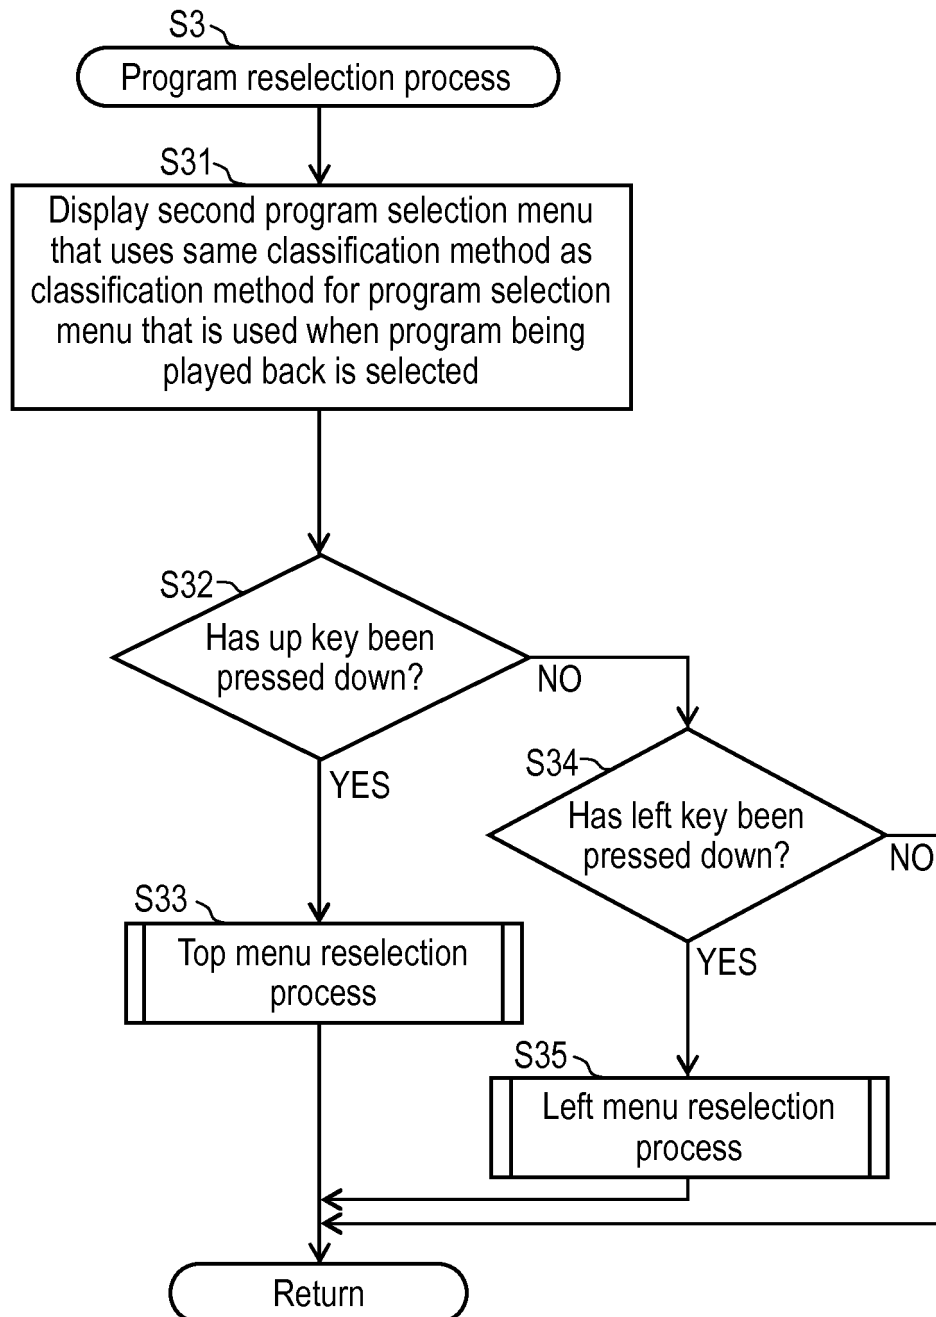 S3
Program reselection process
S31
Display second program selection menu
that uses same classification method as
classification method for program selection
menu that is used when program being
played back is selected
S32
Has up key been
pressed down?
NO
YES
S34
Has left key been
pressed down?
NO
YES
S33
Top menu reselection
process
S35
Left menu reselection
process
Return